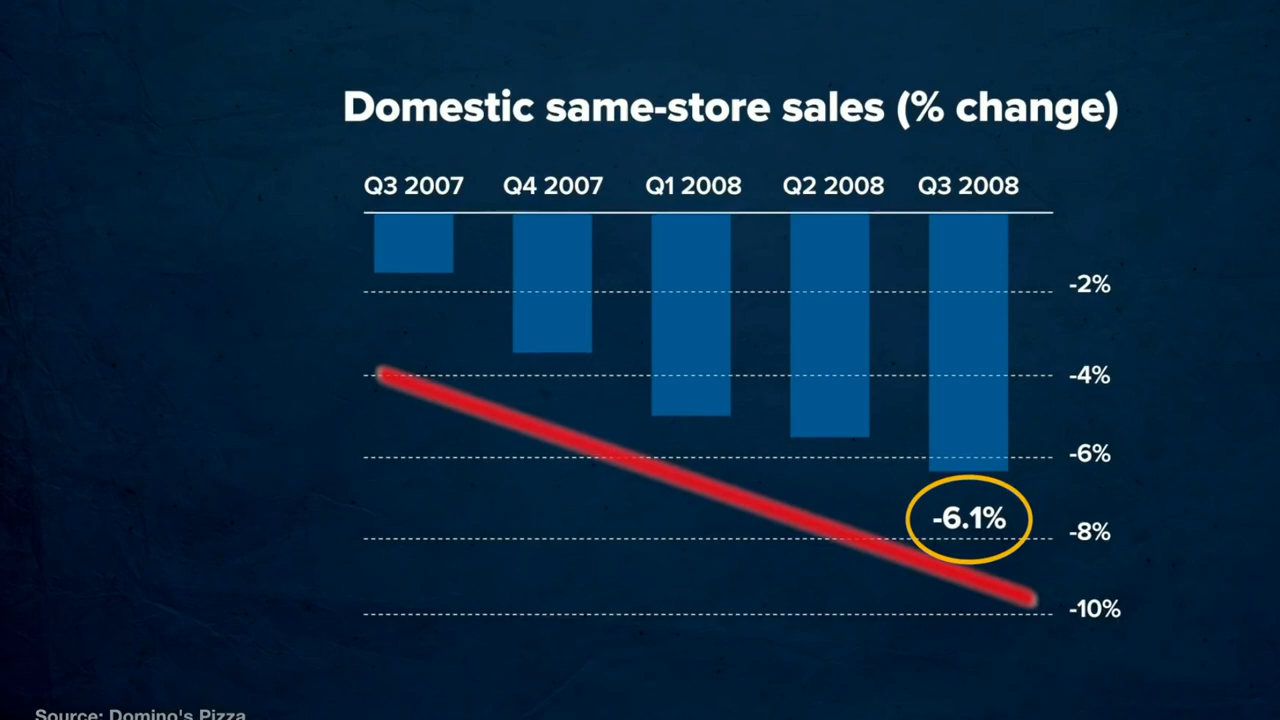 Domestic same-store sales (% change)
Q3 2007 Q4 2007 Q1 2008 Q2 2008 Q3 2008
-2%
-4%
-6%
-6.1%
-8%
-10%
Source: Domino's Pizza